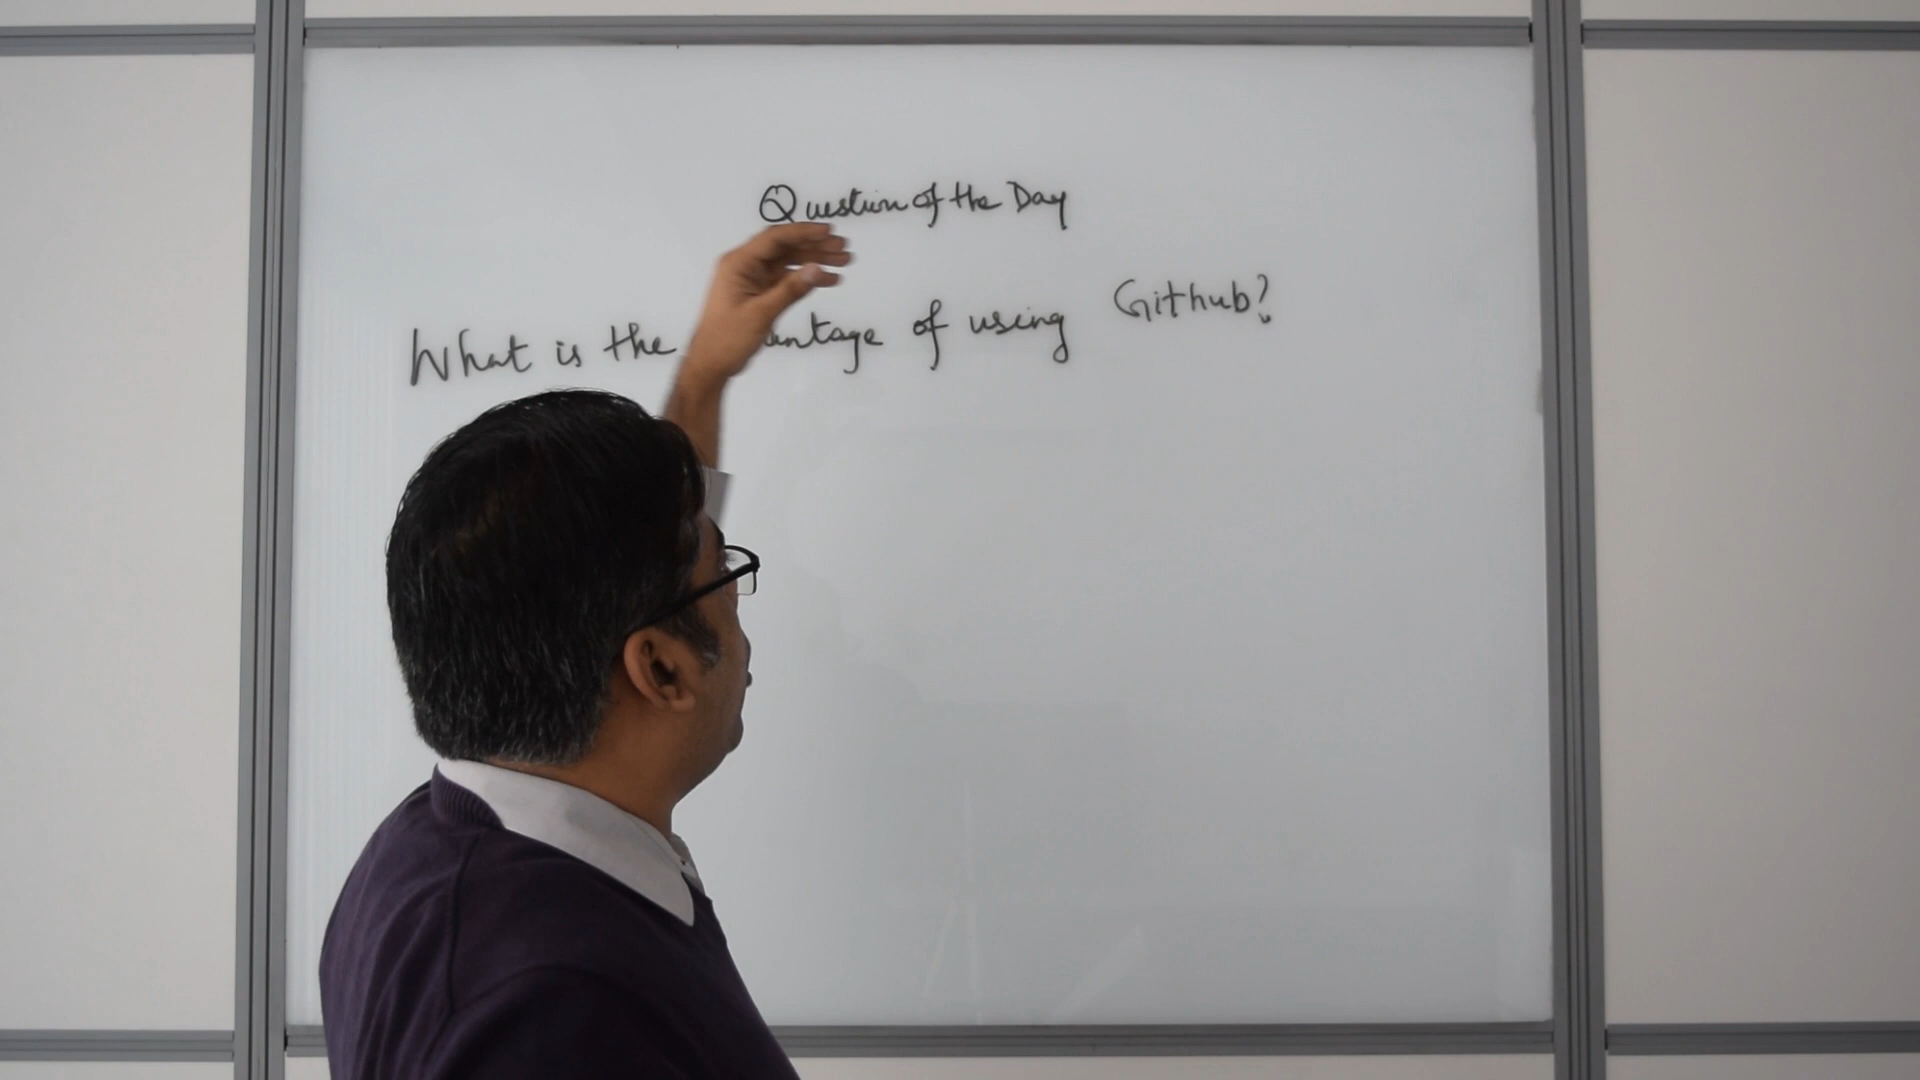 Question of the Day
What is the antage of using Github?